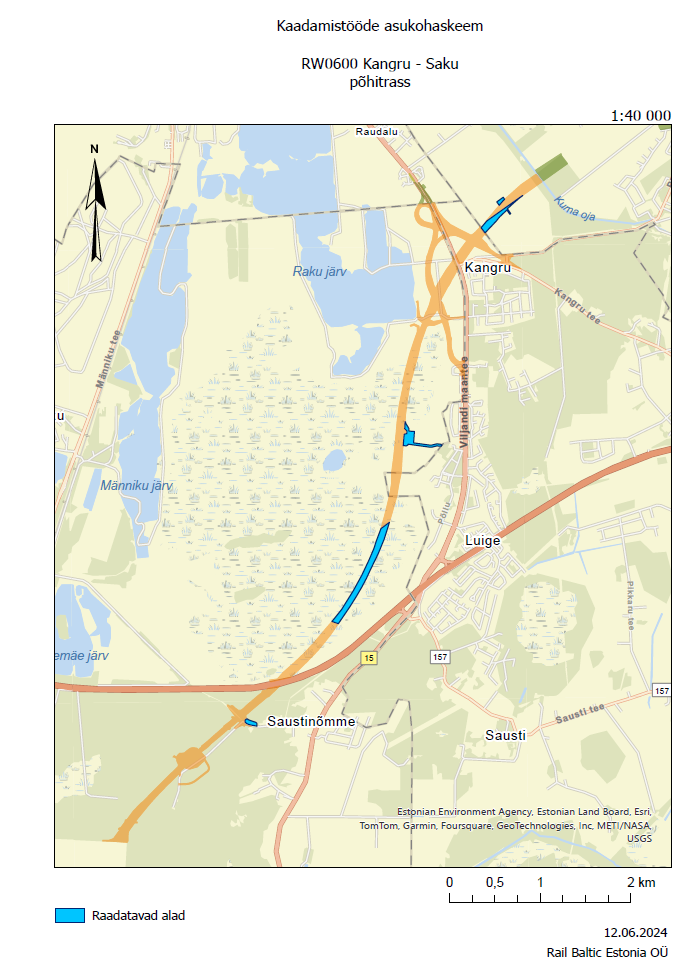 Kaadamistööde asukohaskeem
RW0600 Kangru - Saku
põhitrass
1:40 000
Raudalu
N
Kurna oja
Raku järv
Kangru
Kangru tee
Männiku tee
Viljandi maantee
u
Männiku järv
Põllu
Luige
Pikkaru tee
emäe järv
15
157
157
Saustinõmme
Sausti tee
Sausti
Estonian Environment Agency, Estonian Land Board, Esri,
TomTom, Garmin, Foursquare, GeoTechnologies, Inc, METI/NASA,
USGS
0 0,5 1 2 km
Raadatavad alad
12.06.2024
Rail Baltic Estonia OÜ